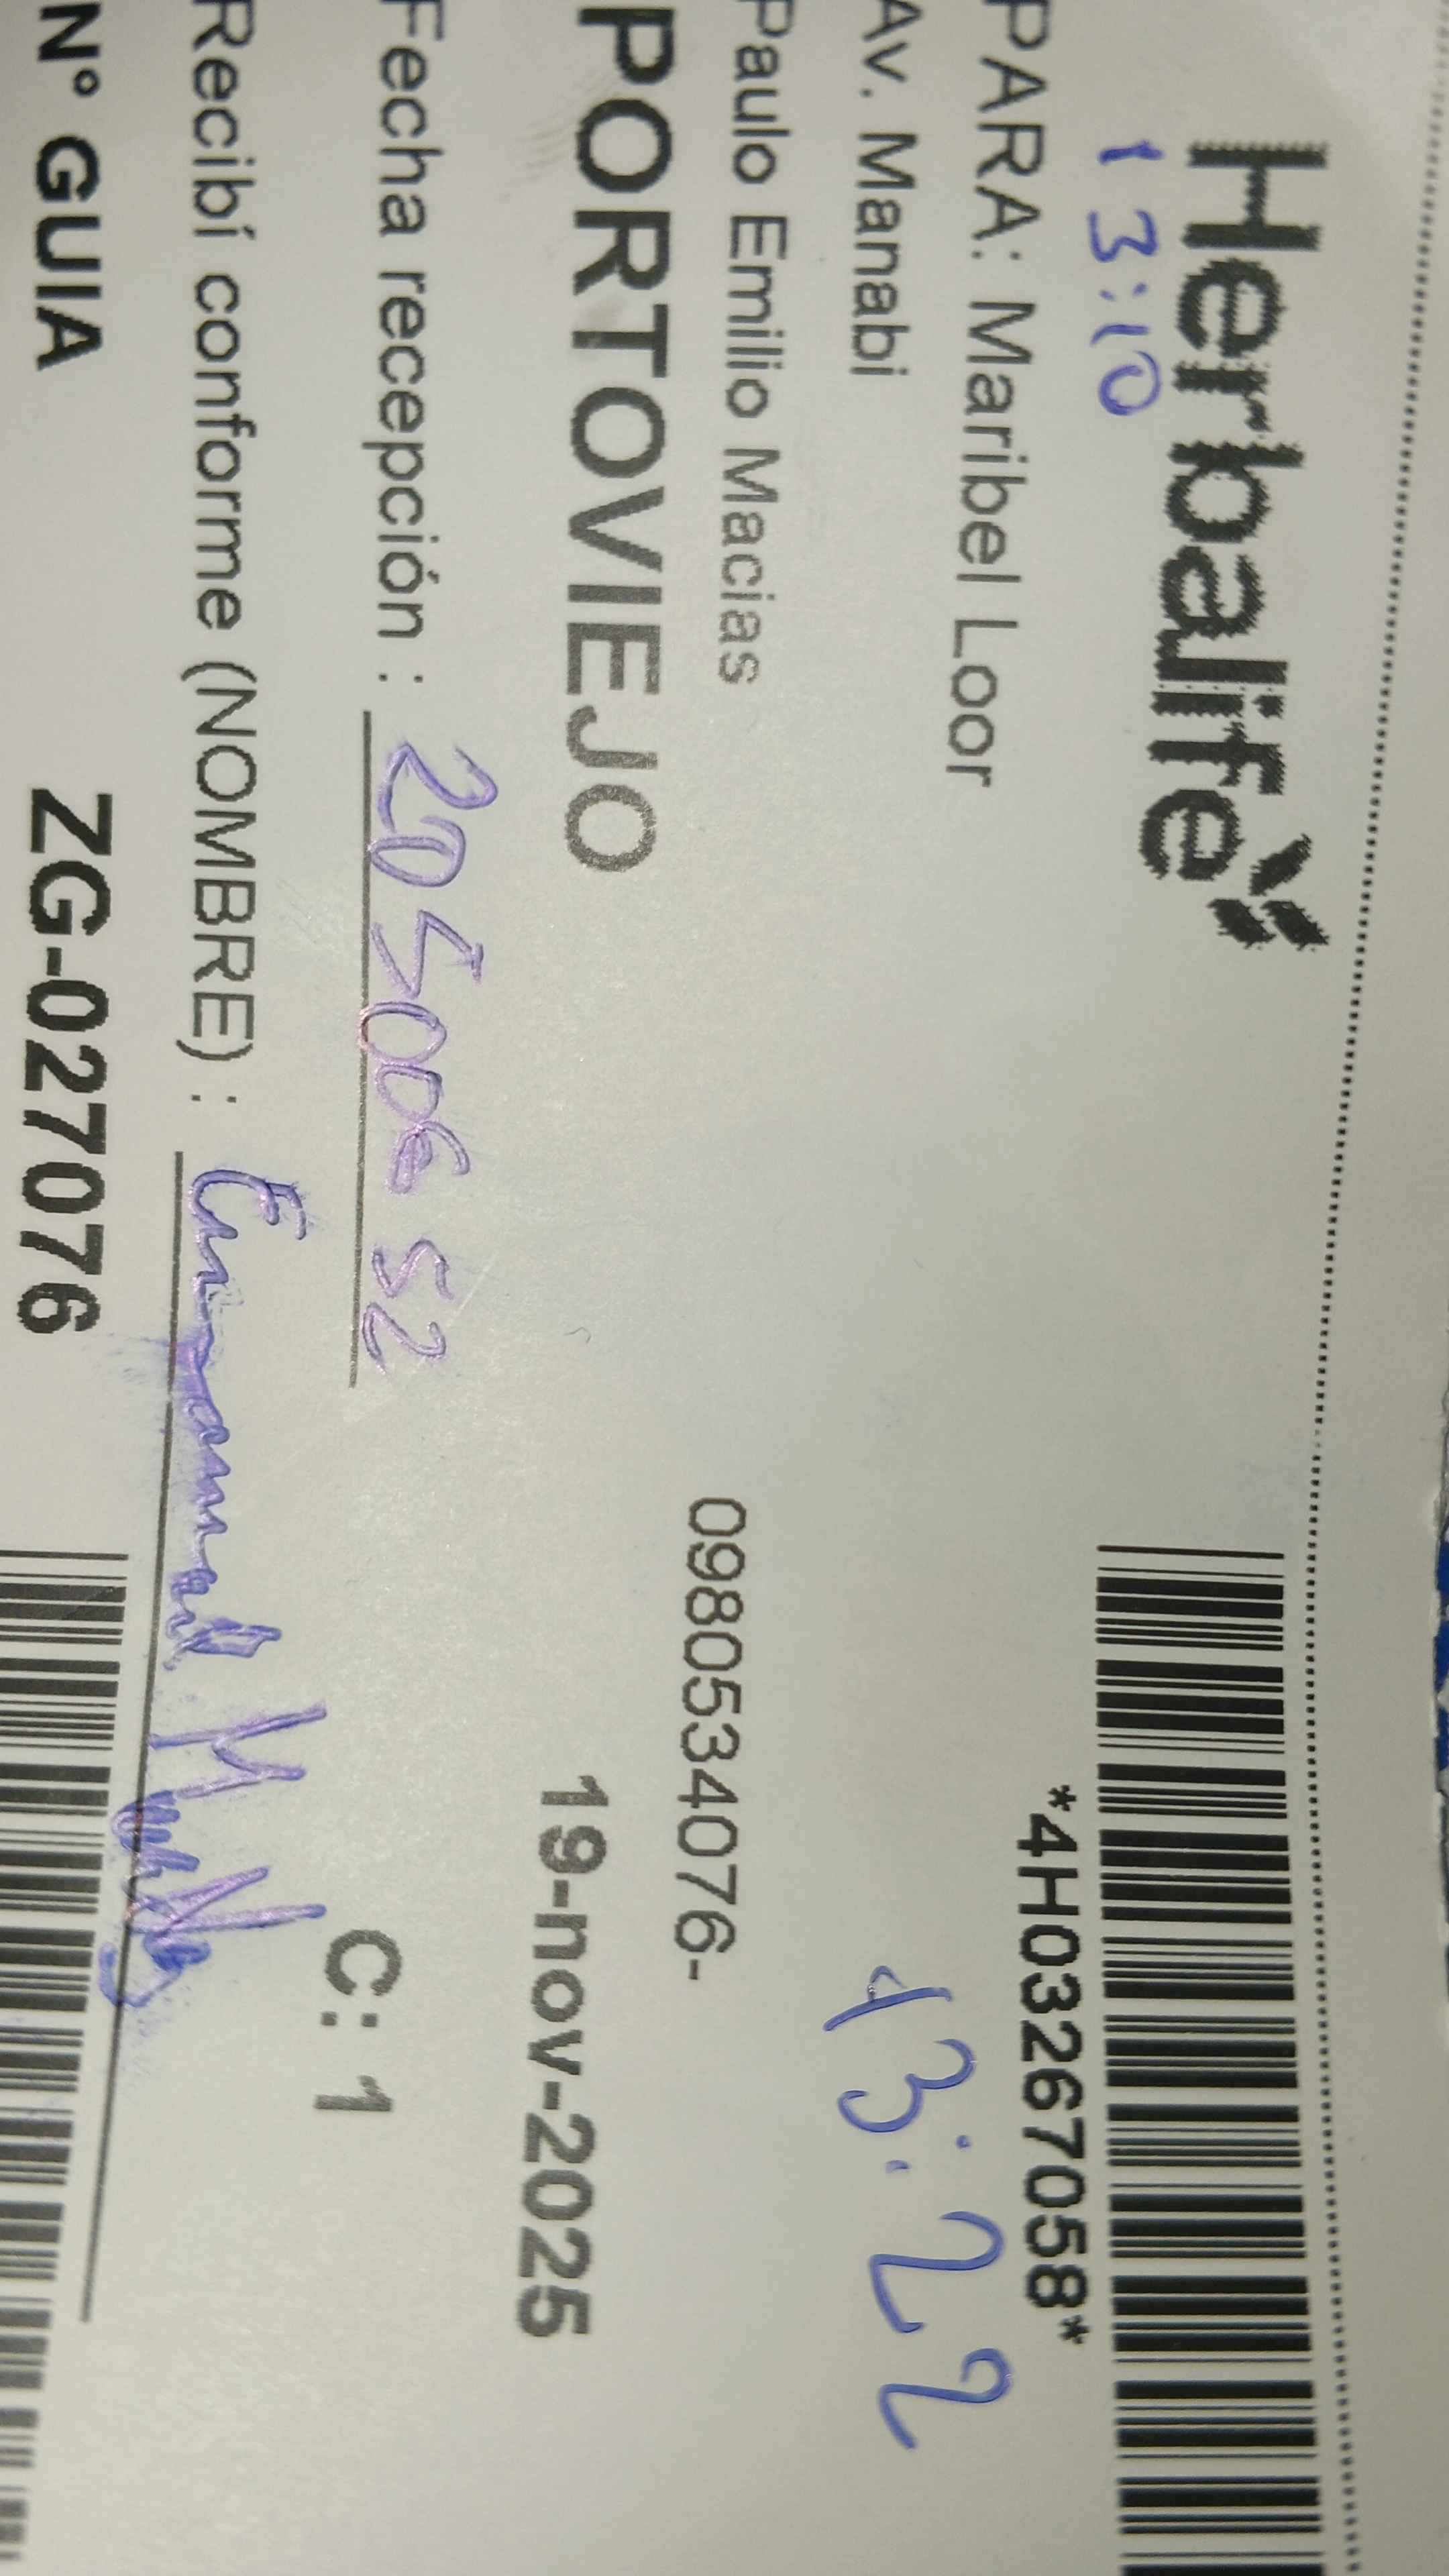 Herbalife
13:10
*4H03267058*
PARA: Maribel Loor
13:22
Av. Manabi
Paulo Emilio Macias
0980534076-
PORTOVIEJO
19-nov-2025
Fecha recepción :
C: 1
Recibí conforme (NOMBRE) :
N° GUIA
ZG-027076